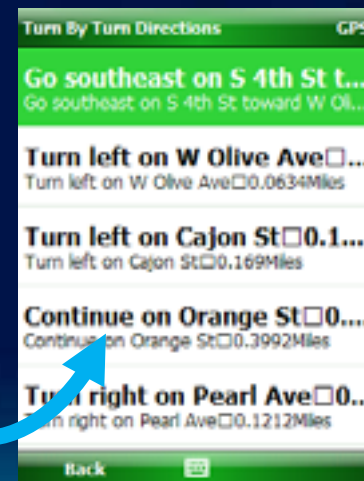 Turn By Turn Directions GPS
Go southeast on S 4th St t...
Go southeast on S 4th St toward W Oli...
Turn left on W Olive Ave□...
Turn left on W Olive Ave□0.0634Miles
Turn left on Cajon St□0.1...
Turn left on Cajon St□0.169Miles
Continue on Orange St□0....
Continue on Orange St□0.3992Miles
Turn right on Pearl Ave□0...
Turn right on Pearl Ave□0.1212Miles
Back